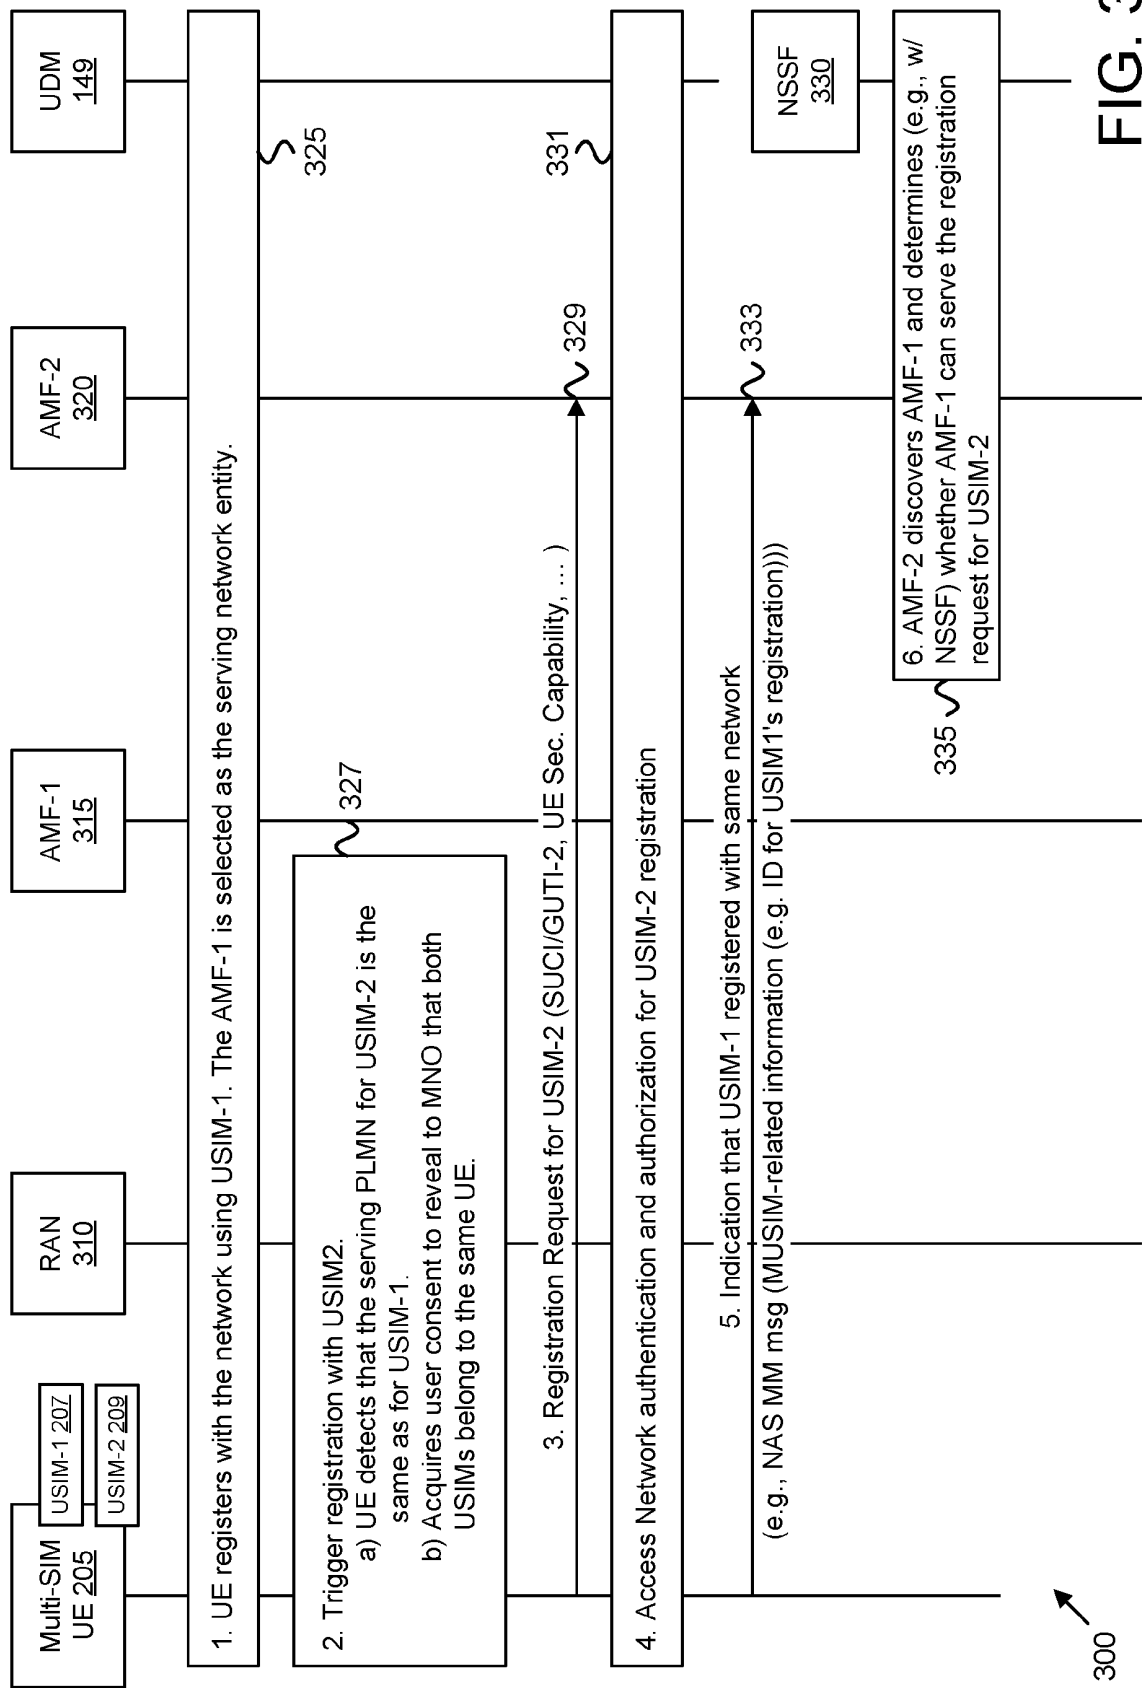 Multi-SIM
UE 205
USIM-1 207
USIM-2 209
RAN
310
AMF-1
315
AMF-2
320
UDM
149
1. UE registers with the network using USIM-1. The AMF-1 is selected as the serving network entity.
325
2. Trigger registration with USIM2.
a) UE detects that the serving PLMN for USIM-2 is the
same as for USIM-1.
b) Acquires user consent to reveal to MNO that both
USIMs belong to the same UE.
327
3. Registration Request for USIM-2 (SUCI/GUTI-2, UE Sec. Capability, ... )
329
331
4. Access Network authentication and authorization for USIM-2 registration
5. Indication that USIM-1 registered with same network
(e.g., NAS MM msg (MUSIM-related information (e.g. ID for USIM1's registration)))
333
NSSF
330
6. AMF-2 discovers AMF-1 and determines (e.g., w/
NSSF) whether AMF-1 can serve the registration
request for USIM-2
335
300
FIG.